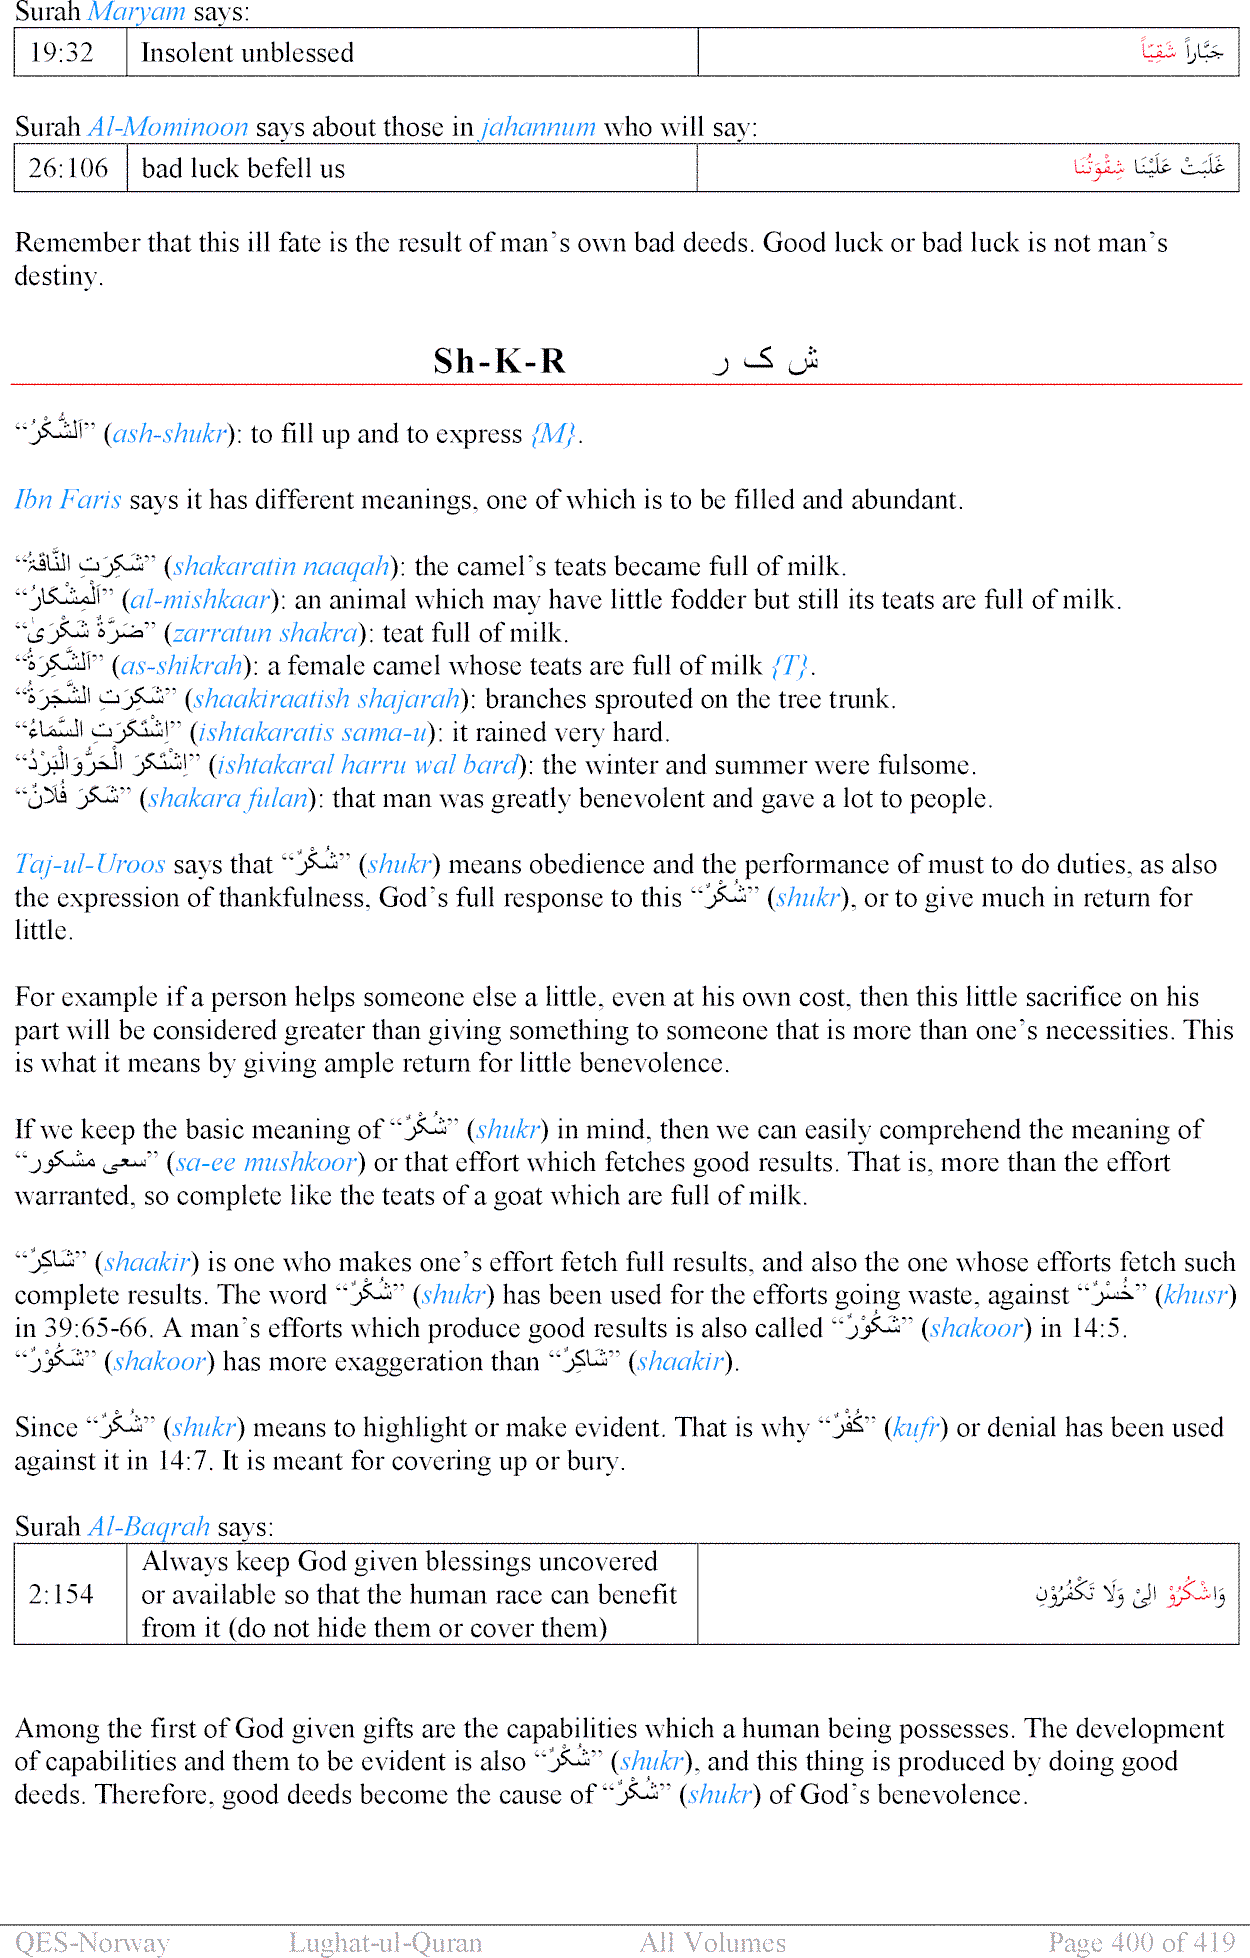 Surah Maryam says:
19:32 Insolent unblessed جَبَّاراً شَقِيّاً
Surah Al-Mominoon says about those in jahannum who will say:
26:106 bad luck befell us غَلَبَتْ عَلَيْنَا شِقْوَتُنَا
Remember that this ill fate is the result of man’s own bad deeds. Good luck or bad luck is not man’s
destiny.
Sh-K-R ش ک ر
“اَلشُّكْرُ” (ash-shukr): to fill up and to express {M}.
Ibn Faris says it has different meanings, one of which is to be filled and abundant.
“شَكِرَتِ النَّاقَۃُ” (shakaratin naaqah): the camel’s teats became full of milk.
“اَلْمِشْكَارُ” (al-mishkaar): an animal which may have little fodder but still its teats are full of milk.
“ضَرَّةٌ شَكْرَىٰ” (zarratun shakra): teat full of milk.
“اَلشَّكِرَةُ” (as-shikrah): a female camel whose teats are full of milk {T}.
“شَكِرَتِ الشَّجَرَةُ” (shaakiraatish shajarah): branches sprouted on the tree trunk.
“اِشْتَكَرَتِ السَّمَاءُ” (ishtakaratis sama-u): it rained very hard.
“اِشْتَكَرَ الْحَرُّوَالْبَرْدُ” (ishtakaral harru wal bard): the winter and summer were fulsome.
“شَكَرَ فُلَانٌ” (shakara fulan): that man was greatly benevolent and gave a lot to people.
Taj-ul-Uroos says that “شُكْرٌ” (shukr) means obedience and the performance of must to do duties, as also
the expression of thankfulness, God’s full response to this “شُكْرٌ” (shukr), or to give much in return for
little.
For example if a person helps someone else a little, even at his own cost, then this little sacrifice on his
part will be considered greater than giving something to someone that is more than one’s necessities. This
is what it means by giving ample return for little benevolence.
If we keep the basic meaning of “شُكْرٌ” (shukr) in mind, then we can easily comprehend the meaning of
“سعی مشکور” (sa-ee mushkoor) or that effort which fetches good results. That is, more than the effort
warranted, so complete like the teats of a goat which are full of milk.
“شَاكِرٌ” (shaakir) is one who makes one’s effort fetch full results, and also the one whose efforts fetch such
complete results. The word “شُكْرٌ” (shukr) has been used for the efforts going waste, against “خُسْرٌ” (khusr)
in 39:65-66. A man’s efforts which produce good results is also called “شَكُوْرٌ” (shakoor) in 14:5.
“شَكُوْرٌ” (shakoor) has more exaggeration than “شَاكِرٌ” (shaakir).
Since “شُكْرٌ” (shukr) means to highlight or make evident. That is why “كُفْرٌ” (kufr) or denial has been used
against it in 14:7. It is meant for covering up or bury.
Surah Al-Baqrah says:
2:154 Always keep God given blessings uncovered
or available so that the human race can benefit
from it (do not hide them or cover them) وَاشْكُرُوْ الِیْ وَلَا تَكْفُرُوْنِ
Among the first of God given gifts are the capabilities which a human being possesses. The development
of capabilities and them to be evident is also “شُكْرٌ” (shukr), and this thing is produced by doing good
deeds. Therefore, good deeds become the cause of “شُكْرٌ” (shukr) of God’s benevolence.
QES-Norway Lughat-ul-Quran All Volumes Page 400 of 419